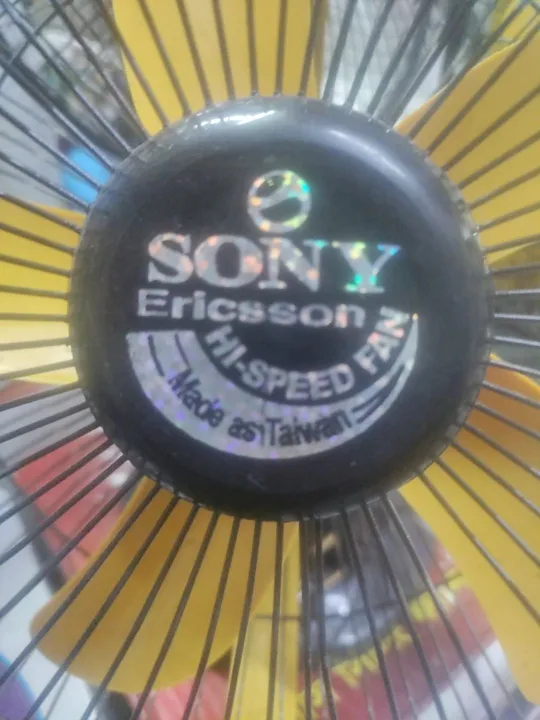 SONY
Ericsson
HI-SPEED FAN
Made as Taiwan